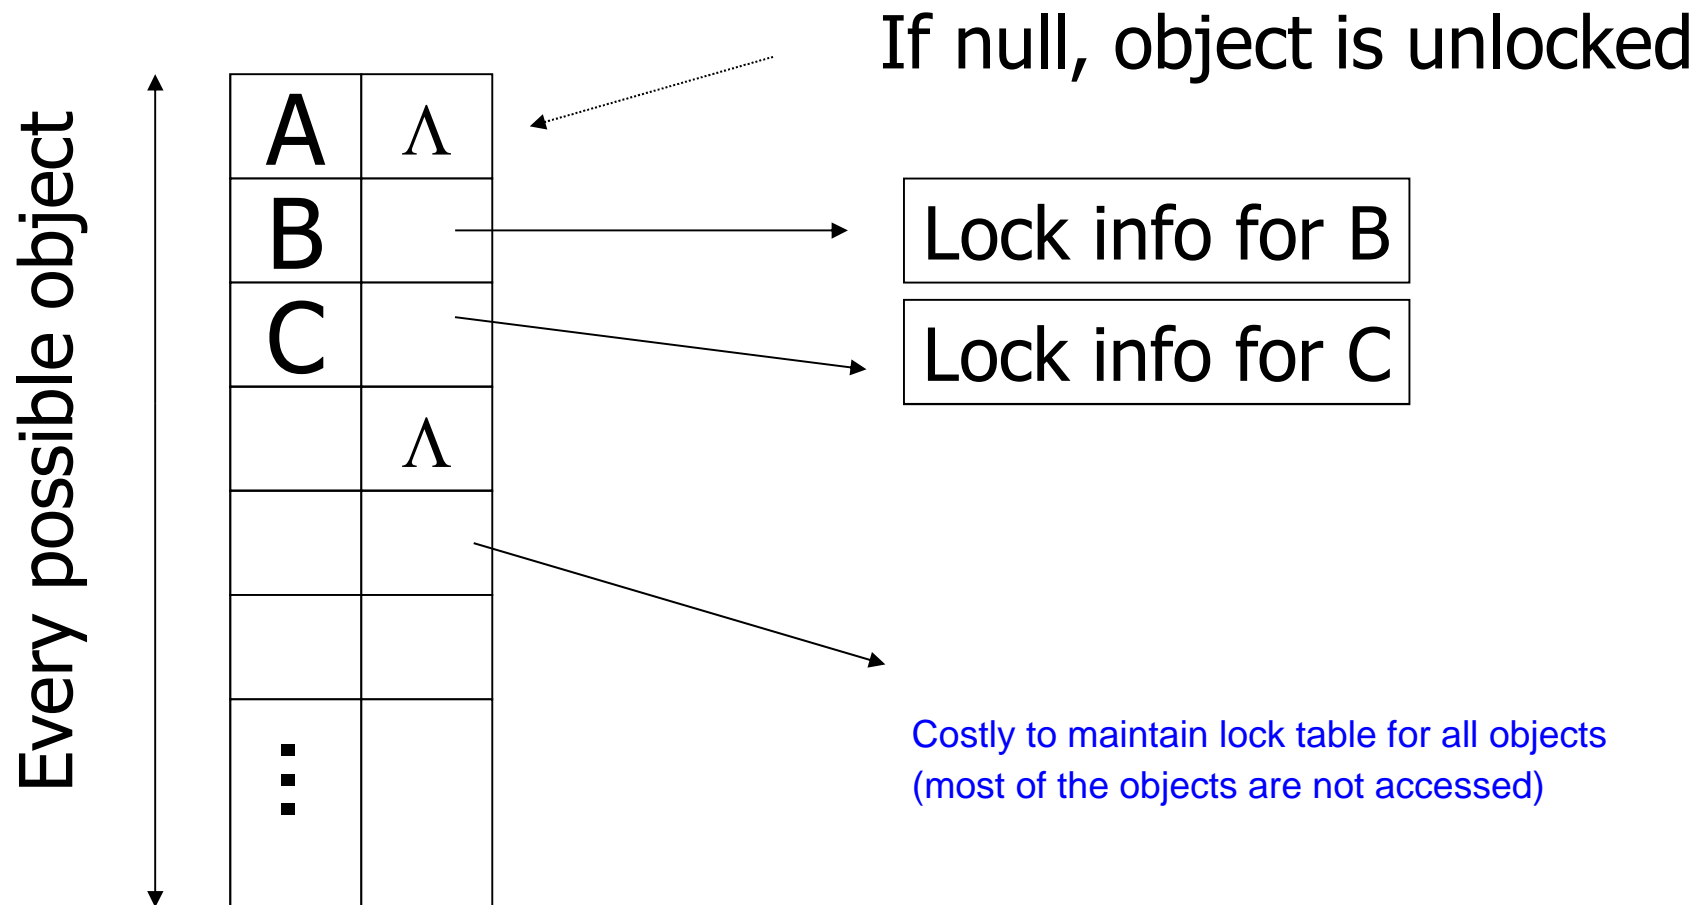 If null, object is unlocked
Every possible object
A Λ
B
Lock info for B
C
Lock info for C
Λ
⋮
Costly to maintain lock table for all objects
(most of the objects are not accessed)